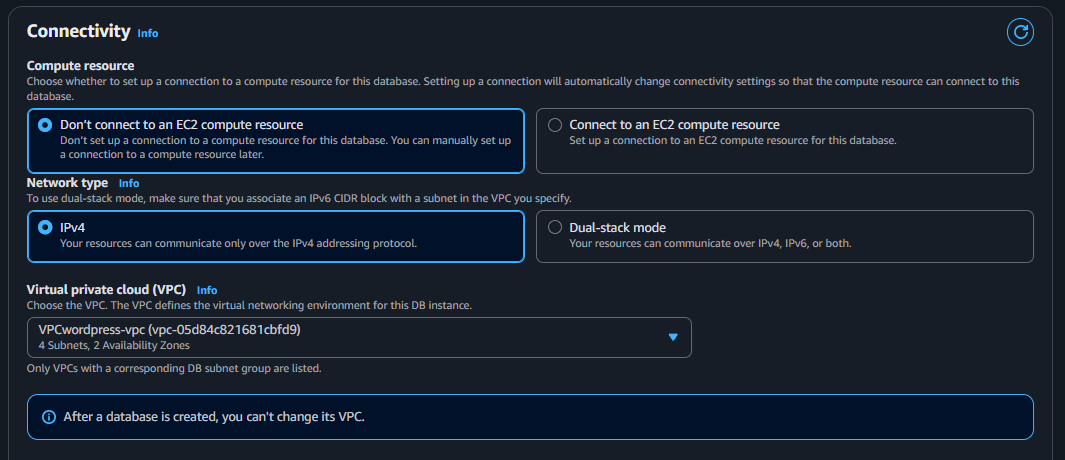 Connectivity Info
Compute resource
Choose whether to set up a connection to a compute resource for this database. Setting up a connection will automatically change connectivity settings so that the compute resource can connect to this
database.
Don't connect to an EC2 compute resource
Don't set up a connection to a compute resource for this database. You can manually set up
a connection to a compute resource later.
Connect to an EC2 compute resource
Set up a connection to an EC2 compute resource for this database.
Network type Info
To use dual-stack mode, make sure that you associate an IPv6 CIDR block with a subnet in the VPC you specify.
IPv4
Your resources can communicate only over the IPv4 addressing protocol.
Dual-stack mode
Your resources can communicate over IPv4, IPv6, or both.
Virtual private cloud (VPC) Info
Choose the VPC. The VPC defines the virtual networking environment for this DB instance.
VPCwordpress-vpc (vpc-05d84c821681cbfd9)
4 Subnets, 2 Availability Zones
Only VPCs with a corresponding DB subnet group are listed.
After a database is created, you can't change its VPC.